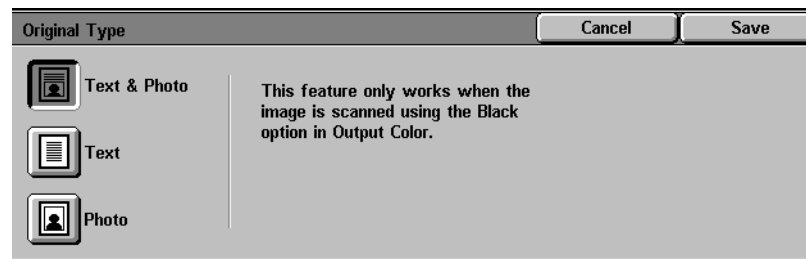 Original Type
Cancel
Save
Text & Photo
Text
Photo
This feature only works when the
image is scanned using the Black
option in Output Color.